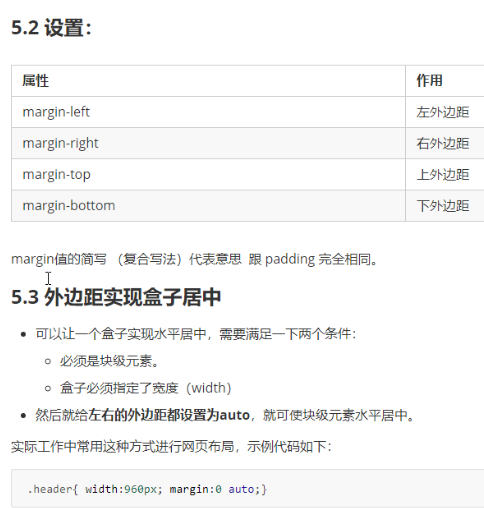 5.2 设置：
属性 作用
margin-left 左外边距
margin-right 右外边距
margin-top 上外边距
margin-bottom 下外边距
margin值的简写 （复合写法）代表意思 跟 padding 完全相同。
5.3 外边距实现盒子居中
可以让一个盒子实现水平居中，需要满足一下两个条件：
必须是块级元素。
盒子必须指定了宽度（width）
然后就给左右的外边距都设置为auto，就可使块级元素水平居中。
实际工作中常用这种方式进行网页布局，示例代码如下：
.header{ width:960px; margin:0 auto;}